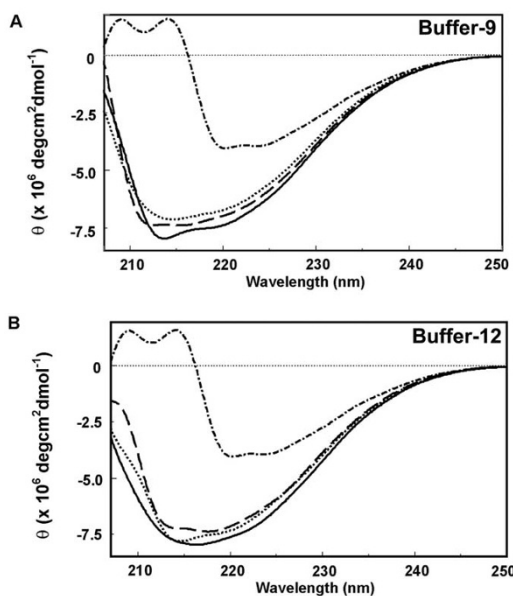 A
Buffer-9
0
-2.5
-5.0
-7.5
θ (x 10⁶ degcm²dmol⁻¹)
210 220 230 240 250
Wavelength (nm)
B
Buffer-12
0
-2.5
-5.0
-7.5
θ (x 10⁶ degcm²dmol⁻¹)
210 220 230 240 250
Wavelength (nm)